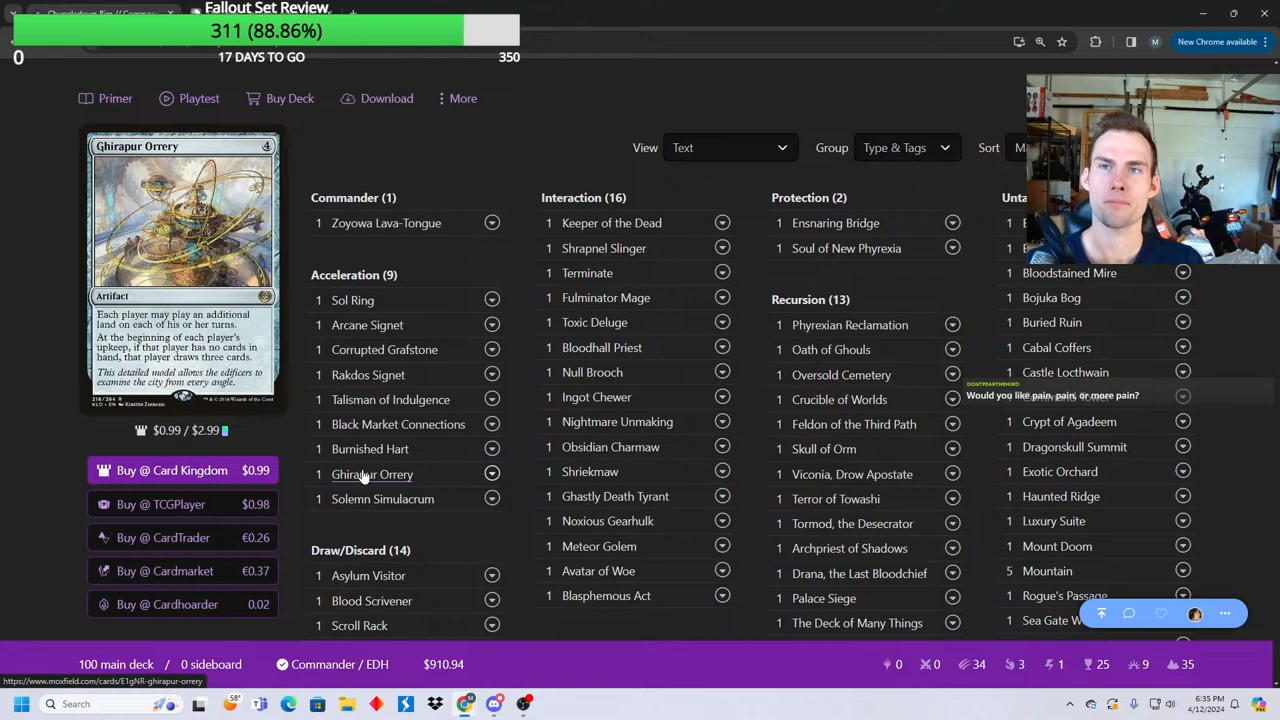 Chungledown Bim // Comma
Fallout Set Review
311 (88.86%)
0
17 DAYS TO GO
350
New Chrome available
Primer
Playtest
Buy Deck
Download
More
View
Text
Group
Type & Tags
Sort
Ghirapur Orrery
4
Artifact
Each player may play an additional
land on each of his or her turns.
At the beginning of each player's
upkeep, if that player has no cards in
hand, that player draws three cards.
This detailed model allows the edificers to
examine the city from every angle.
216/264 R
KLD • EN
$0.99 / $2.99
Buy @ Card Kingdom $0.99
Buy @ TCGPlayer $0.98
Buy @ CardTrader €0.26
Buy @ Cardmarket €0.37
Buy @ Cardhoarder 0.02
Commander (1)
1 Zoyowa Lava-Tongue
Acceleration (9)
1 Sol Ring
1 Arcane Signet
1 Corrupted Grafstone
1 Rakdos Signet
1 Talisman of Indulgence
1 Black Market Connections
1 Burnished Hart
1 Ghirapur Orrery
1 Solemn Simulacrum
Draw/Discard (14)
1 Asylum Visitor
1 Blood Scrivener
1 Scroll Rack
Interaction (16)
1 Keeper of the Dead
1 Shrapnel Slinger
1 Terminate
1 Fulminator Mage
1 Toxic Deluge
1 Bloodhall Priest
1 Null Brooch
1 Ingot Chewer
1 Nightmare Unmaking
1 Obsidian Charmaw
1 Shriekmaw
1 Ghastly Death Tyrant
1 Noxious Gearhulk
1 Meteor Golem
1 Avatar of Woe
1 Blasphemous Act
Protection (2)
1 Ensnaring Bridge
1 Soul of New Phyrexia
Recursion (13)
1 Phyrexian Reclamation
1 Oath of Ghouls
1 Oversold Cemetery
1 Crucible of Worlds
1 Feldon of the Third Path
1 Skull of Orm
1 Viconia, Drow Apostate
1 Terror of Towashi
1 Tormod, the Desecrator
1 Archpriest of Shadows
1 Drana, the Last Bloodchief
1 Palace Siege
1 The Deck of Many Things
Unta
1 Bloodstained Mire
1 Bojuka Bog
1 Buried Ruin
1 Cabal Coffers
1 Castle Locthwain
DONTFEARTHEHIRO
Would you like pain, pain, or more pain?
1 Crypt of Agadeem
1 Dragonskull Summit
1 Exotic Orchard
1 Haunted Ridge
1 Luxury Suite
1 Mount Doom
5 Mountain
1 Rogue's Passage
1 Sea Gate W
100 main deck / 0 sideboard
Commander / EDH
$910.94
0 0 34 3 1 25 9 35
https://www.moxfield.com/cards/E1gNR-ghirapur-orrery
Search
58°
6:35 PM
4/12/2024